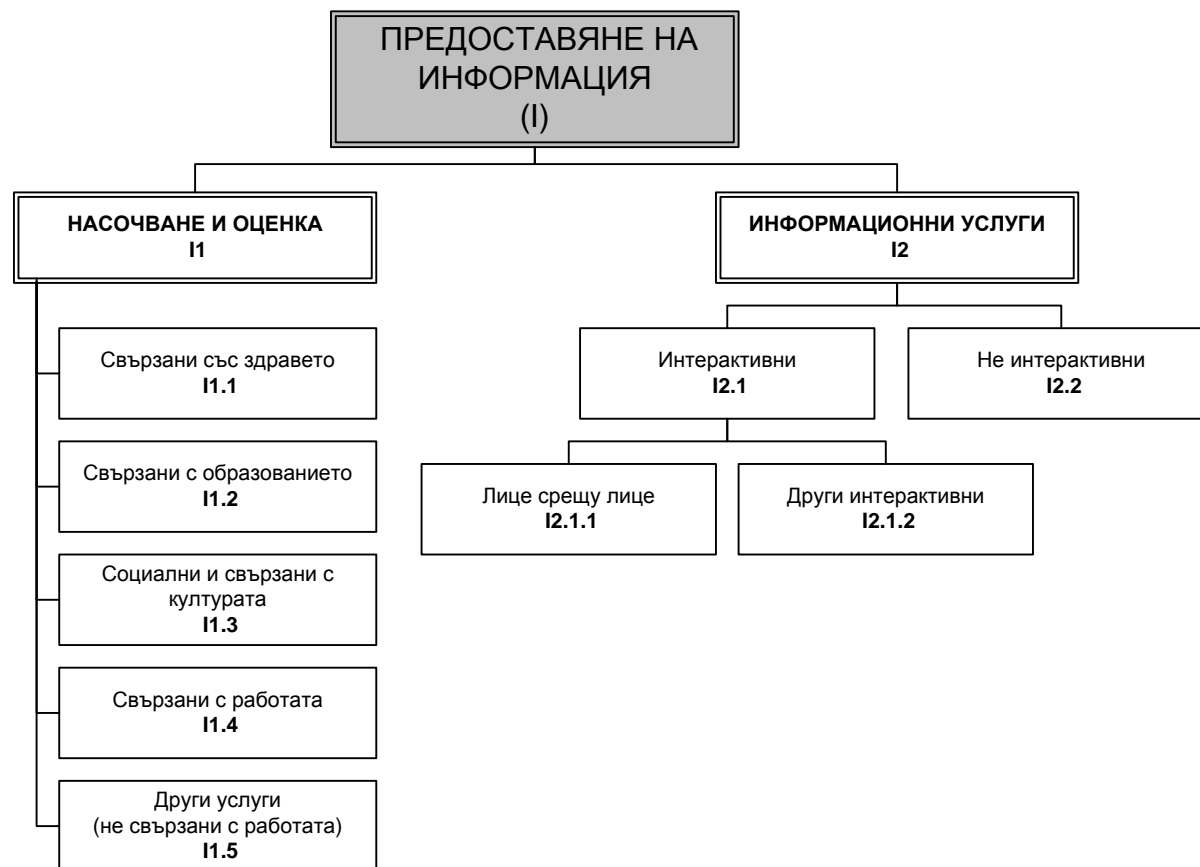 ПРЕДОСТАВЯНЕ НА
ИНФОРМАЦИЯ
(I)
НАСОЧВАНЕ И ОЦЕНКА
I1
Свързани със здравето
I1.1
Свързани с образованието
I1.2
Социални и свързани с
културата
I1.3
Свързани с работата
I1.4
Други услуги
(не свързани с работата)
I1.5
ИНФОРМАЦИОННИ УСЛУГИ
I2
Интерактивни
I2.1
Не интерактивни
I2.2
Лице срещу лице
I2.1.1
Други интерактивни
I2.1.2